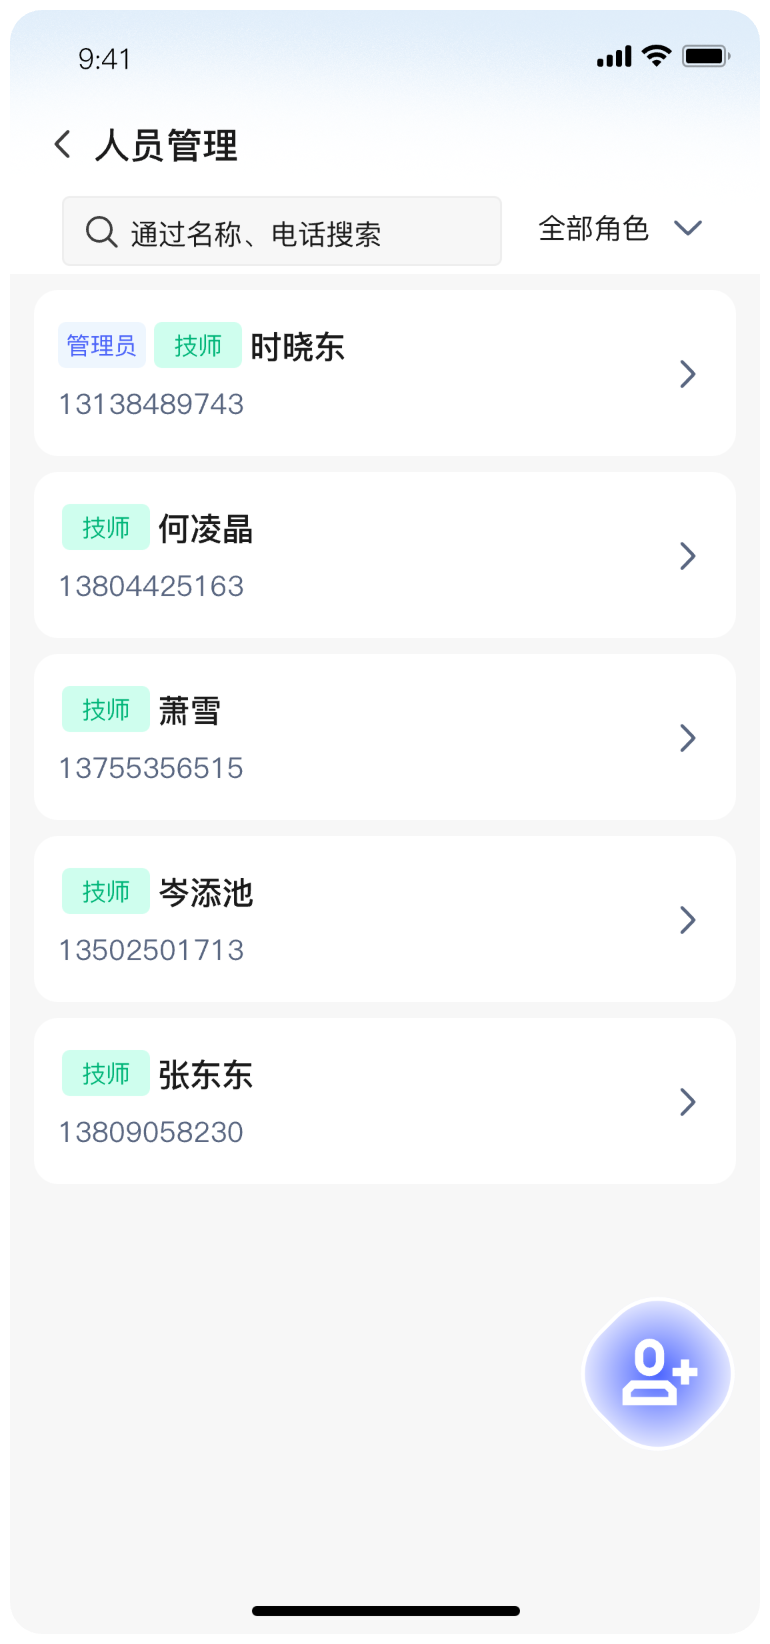 9:41
人员管理
通过名称、电话搜索 全部角色
管理员 技师 时晓东
13138489743
技师 何凌晶
13804425163
技师 萧雪
13755356515
技师 岑添池
13502501713
技师 张东东
13809058230